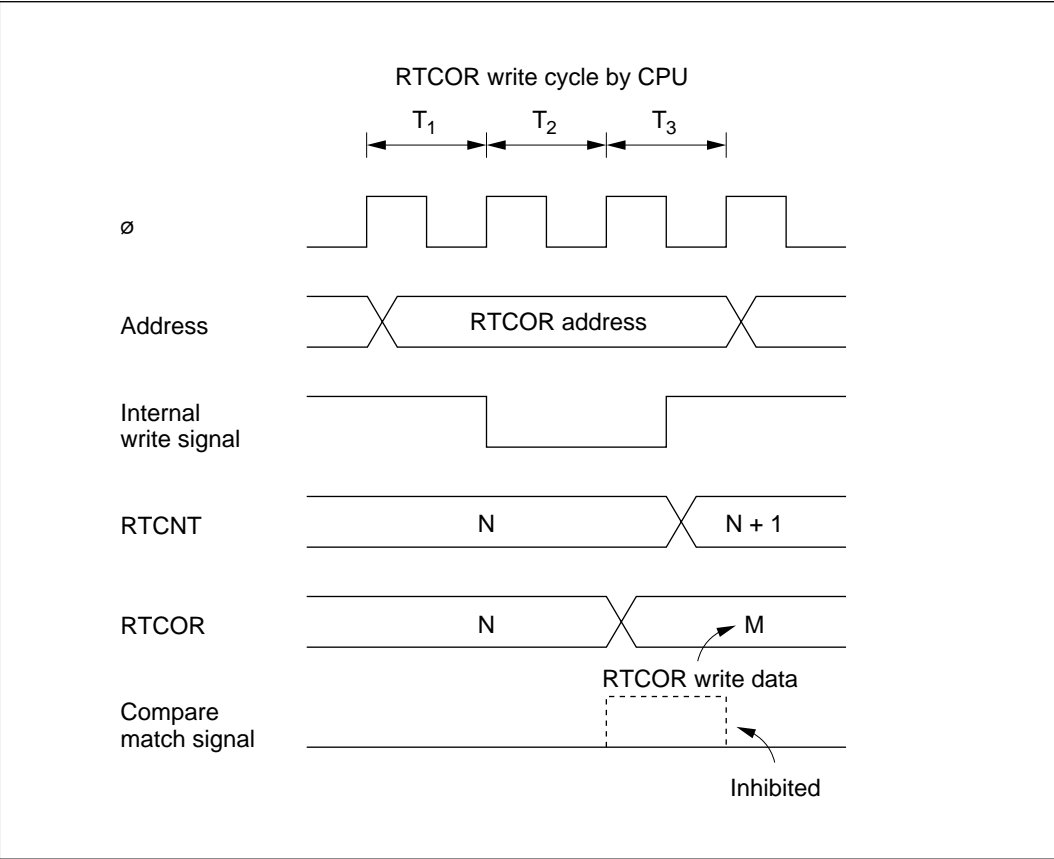 RTCOR write cycle by CPU
T1 T2 T3
ø
Address
RTCOR address
Internal
write signal
RTCNT
N
N + 1
RTCOR
N
M
RTCOR write data
Compare
match signal
Inhibited